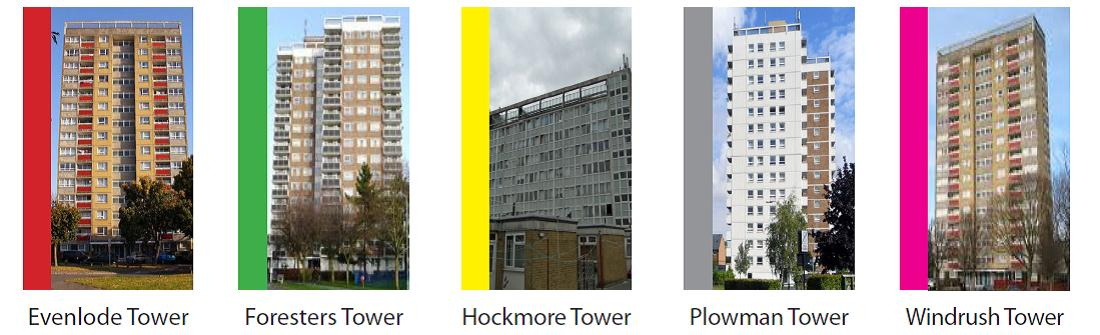 Evenlode Tower
Foresters Tower
Hockmore Tower
Plowman Tower
Windrush Tower